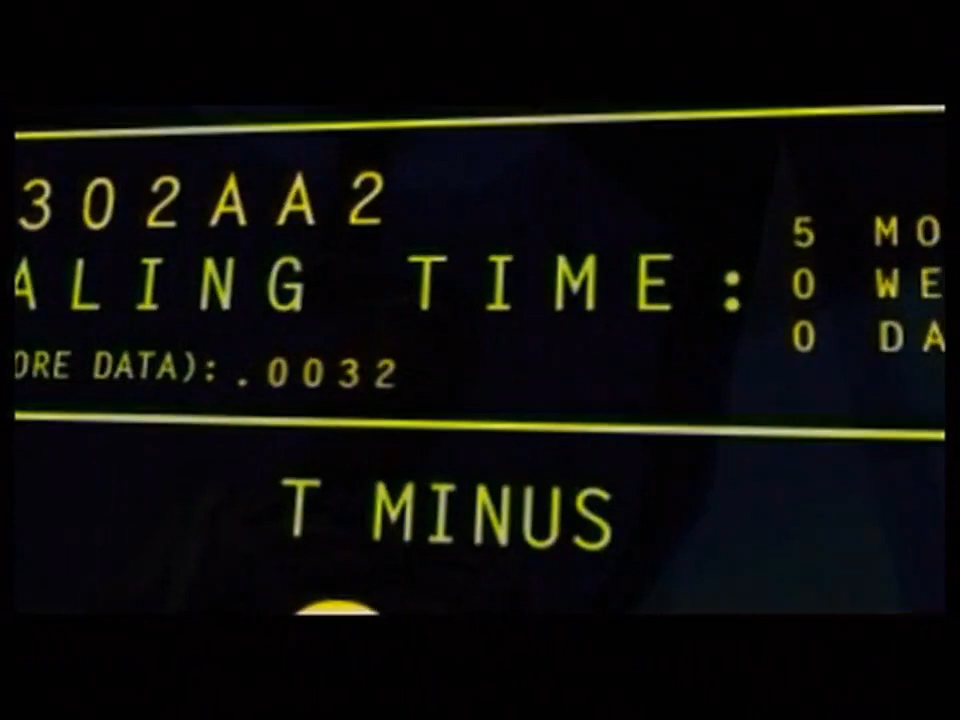 302AA2
ALING TIME:
ORE DATA): .0032
5 MO
0 WE
0 DA
T MINUS